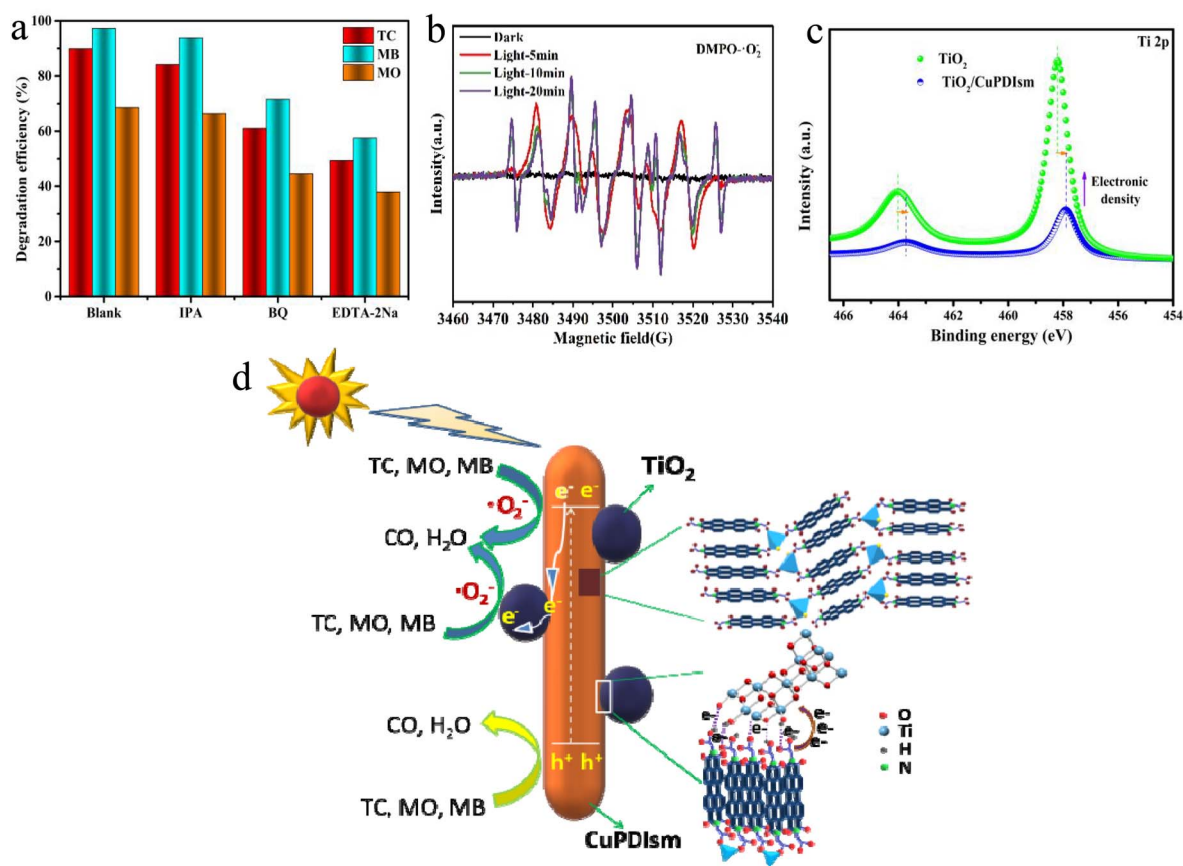 a
Degradation efficiency (%)
100
80
60
40
20
0
Blank
IPA
BQ
EDTA-2Na
TC
MB
MO
b
Intensity(a.u.)
Dark
Light-5min
Light-10min
Light-20min
DMPO-·O₂⁻
3460 3470 3480 3490 3500 3510 3520 3530 3540
Magnetic field(G)
c
Ti 2p
TiO₂
TiO₂/CuPDIsm
Intensity (a.u.)
Electronic
density
466 464 462 460 458 456 454
Binding energy (eV)
d
TC, MO, MB
·O₂⁻
CO, H₂O
·O₂⁻
TC, MO, MB
e⁻ e⁻
e⁻
e⁻
TiO₂
CO, H₂O
h⁺ h⁺
TC, MO, MB
CuPDIsm
e⁻
e⁻
e⁻
e⁻
e⁻
e⁻
e⁻
O
Ti
H
N